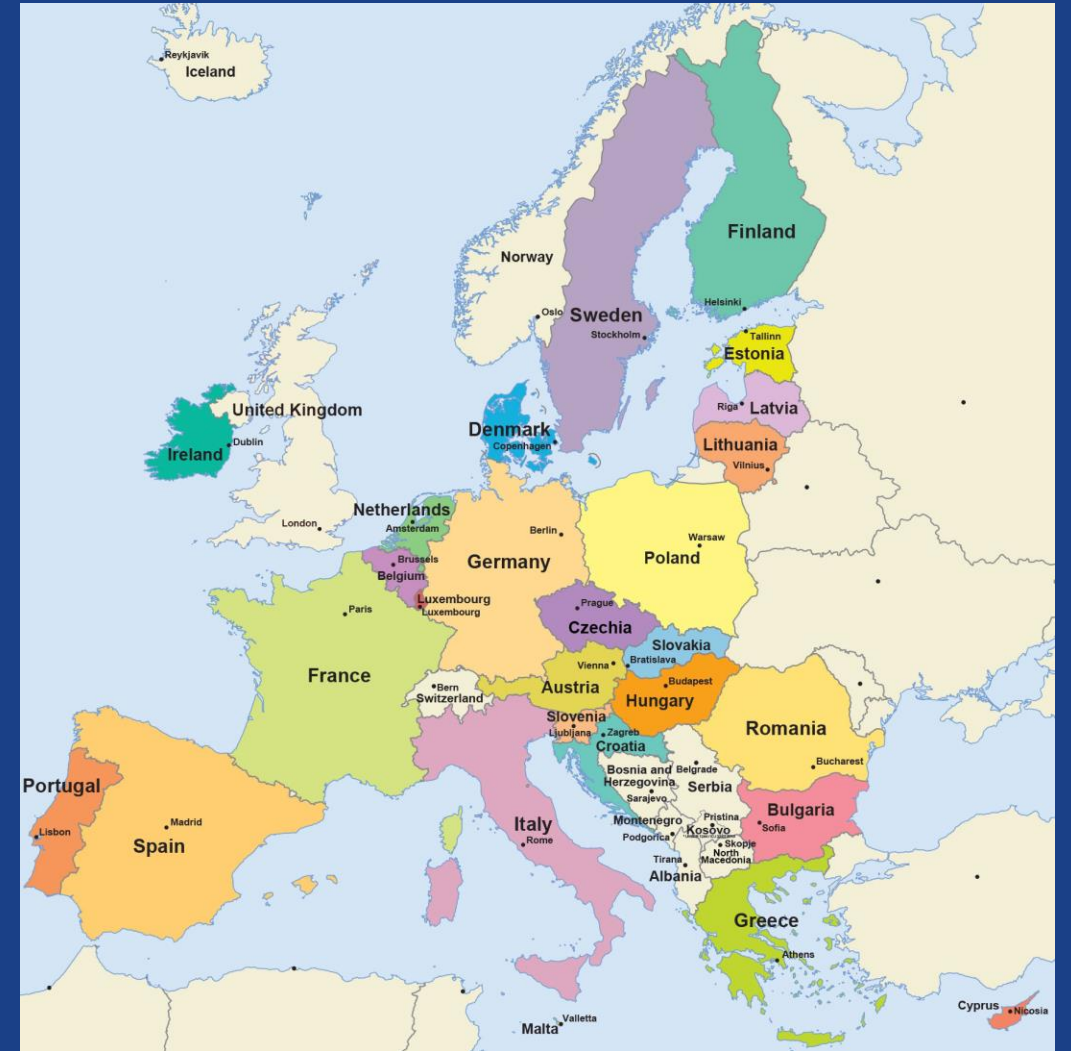 Reykjavik
Iceland
Norway
Oslo
Sweden
Stockholm
Finland
Helsinki
Tallinn
Estonia
Riga
Latvia
Lithuania
Vilnius
United Kingdom
Dublin
Ireland
London
Denmark
Copenhagen
Netherlands
Amsterdam
Brussels
Belgium
Luxembourg
Luxembourg
Berlin
Germany
Warsaw
Poland
Prague
Czechia
Slovakia
Bratislava
Vienna
Austria
Budapest
Hungary
Paris
France
Bern
Switzerland
Slovenia
Ljubljana
Zagreb
Croatia
Romania
Bucharest
Bosnia and
Herzegovina
Sarajevo
Belgrade
Serbia
Montenegro
Podgorica
Pristina
Kosovo
Skopje
North
Macedonia
Tirana
Albania
Bulgaria
Sofia
Portugal
Lisbon
Madrid
Spain
Italy
Rome
Greece
Athens
Valletta
Malta
Cyprus
Nicosia